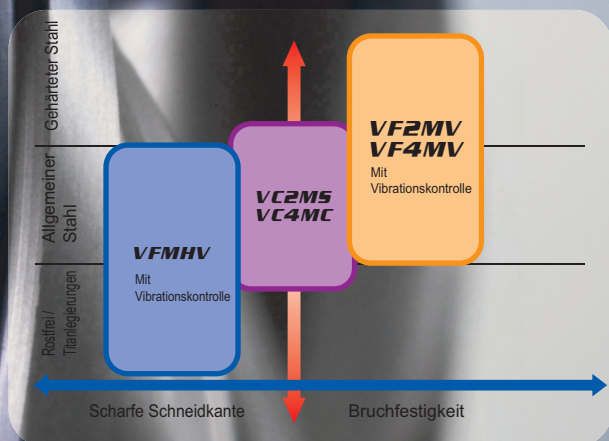 Gehärteter Stahl
Allgemeiner
Stahl
Rostfrei /
Titanlegierungen
VFMHV
Mit
Vibrationskontrolle
VC2MS
VC4MC
VF2MV
VF4MV
Mit
Vibrationskontrolle
Scharfe Schneidkante
Bruchfestigkeit